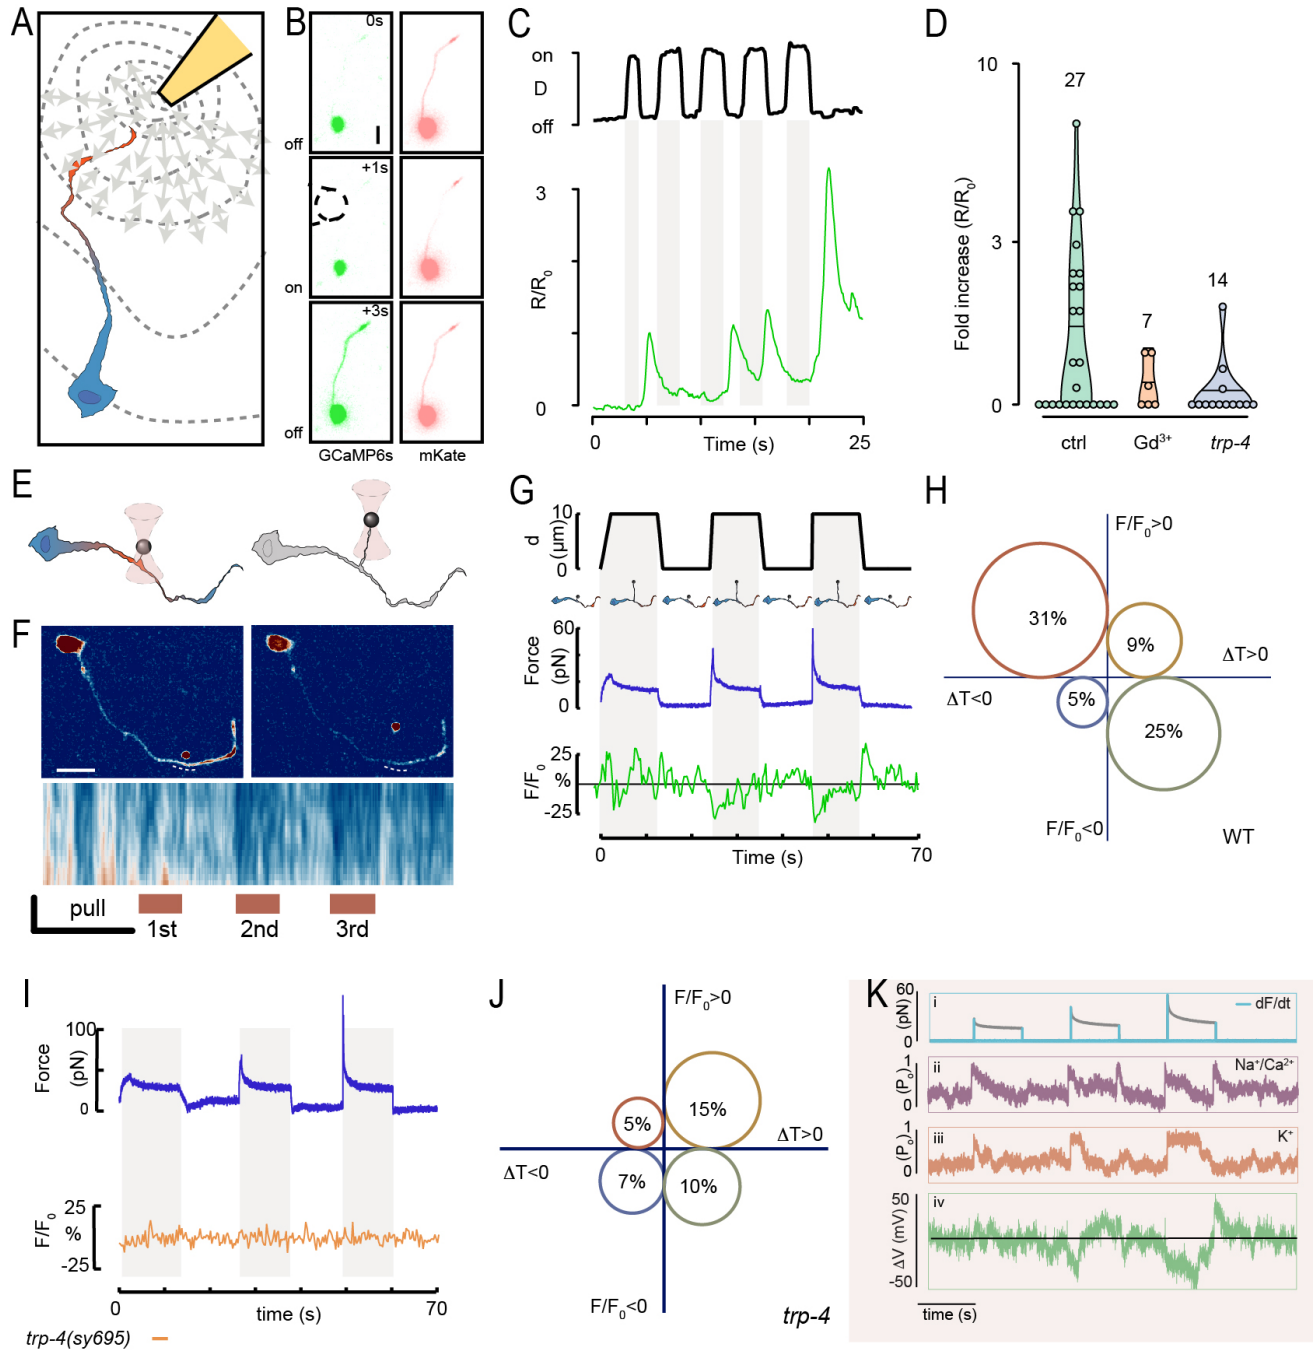 A
B
0s
off
+1s
on
+3s
off
GCaMP6s
mKate
C
on
D
off
3
R/R0
0
0
Time (s)
25
D
10
27
Fold increase (R/R0)
3
14
7
0
ctrl
Gd3+
trp-4
E
F
pull
1st
2nd
3rd
G
10
d
(µm)
0
60
Force
(pN)
0
25
F/F0
%
-25
0
Time (s)
70
H
F/F0>0
31%
9%
ΔT>0
ΔT<0
5%
25%
F/F0<0
WT
I
100
Force
(pN)
0
25
F/F0
%
-25
0
time (s)
70
trp-4(sy695)
J
F/F0>0
15%
5%
ΔT>0
ΔT<0
7%
10%
F/F0<0
trp-4
K
60
(pN)
0
i
dF/dt
1
(Po)
0
ii
Na+/Ca2+
1
(Po)
0
iii
K+
50
ΔV (mV)
-50
iv
time (s)